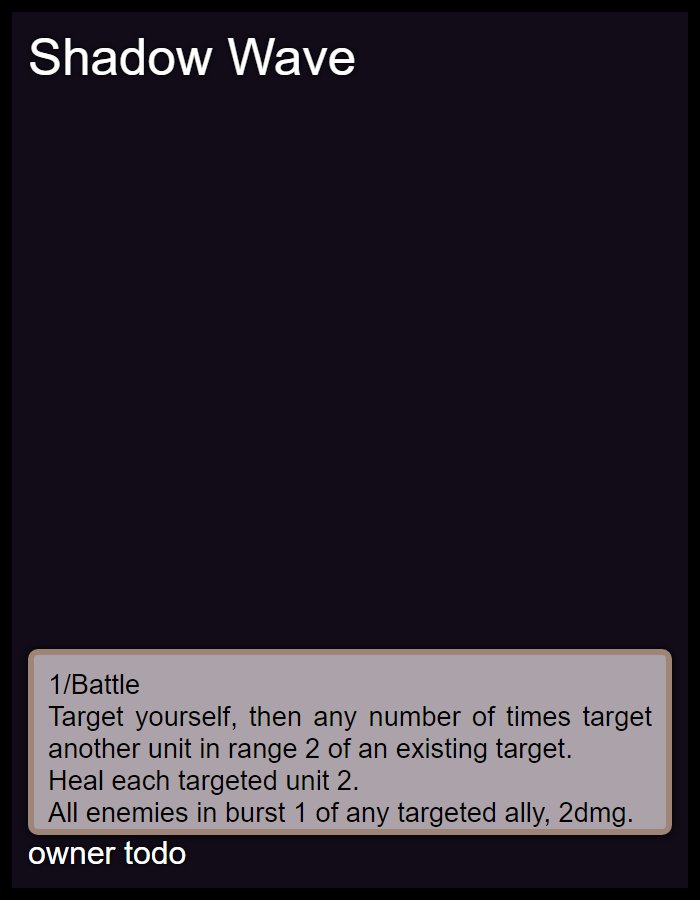 Shadow Wave
1/Battle
Target yourself, then any number of times target
another unit in range 2 of an existing target.
Heal each targeted unit 2.
All enemies in burst 1 of any targeted ally, 2dmg.
owner todo